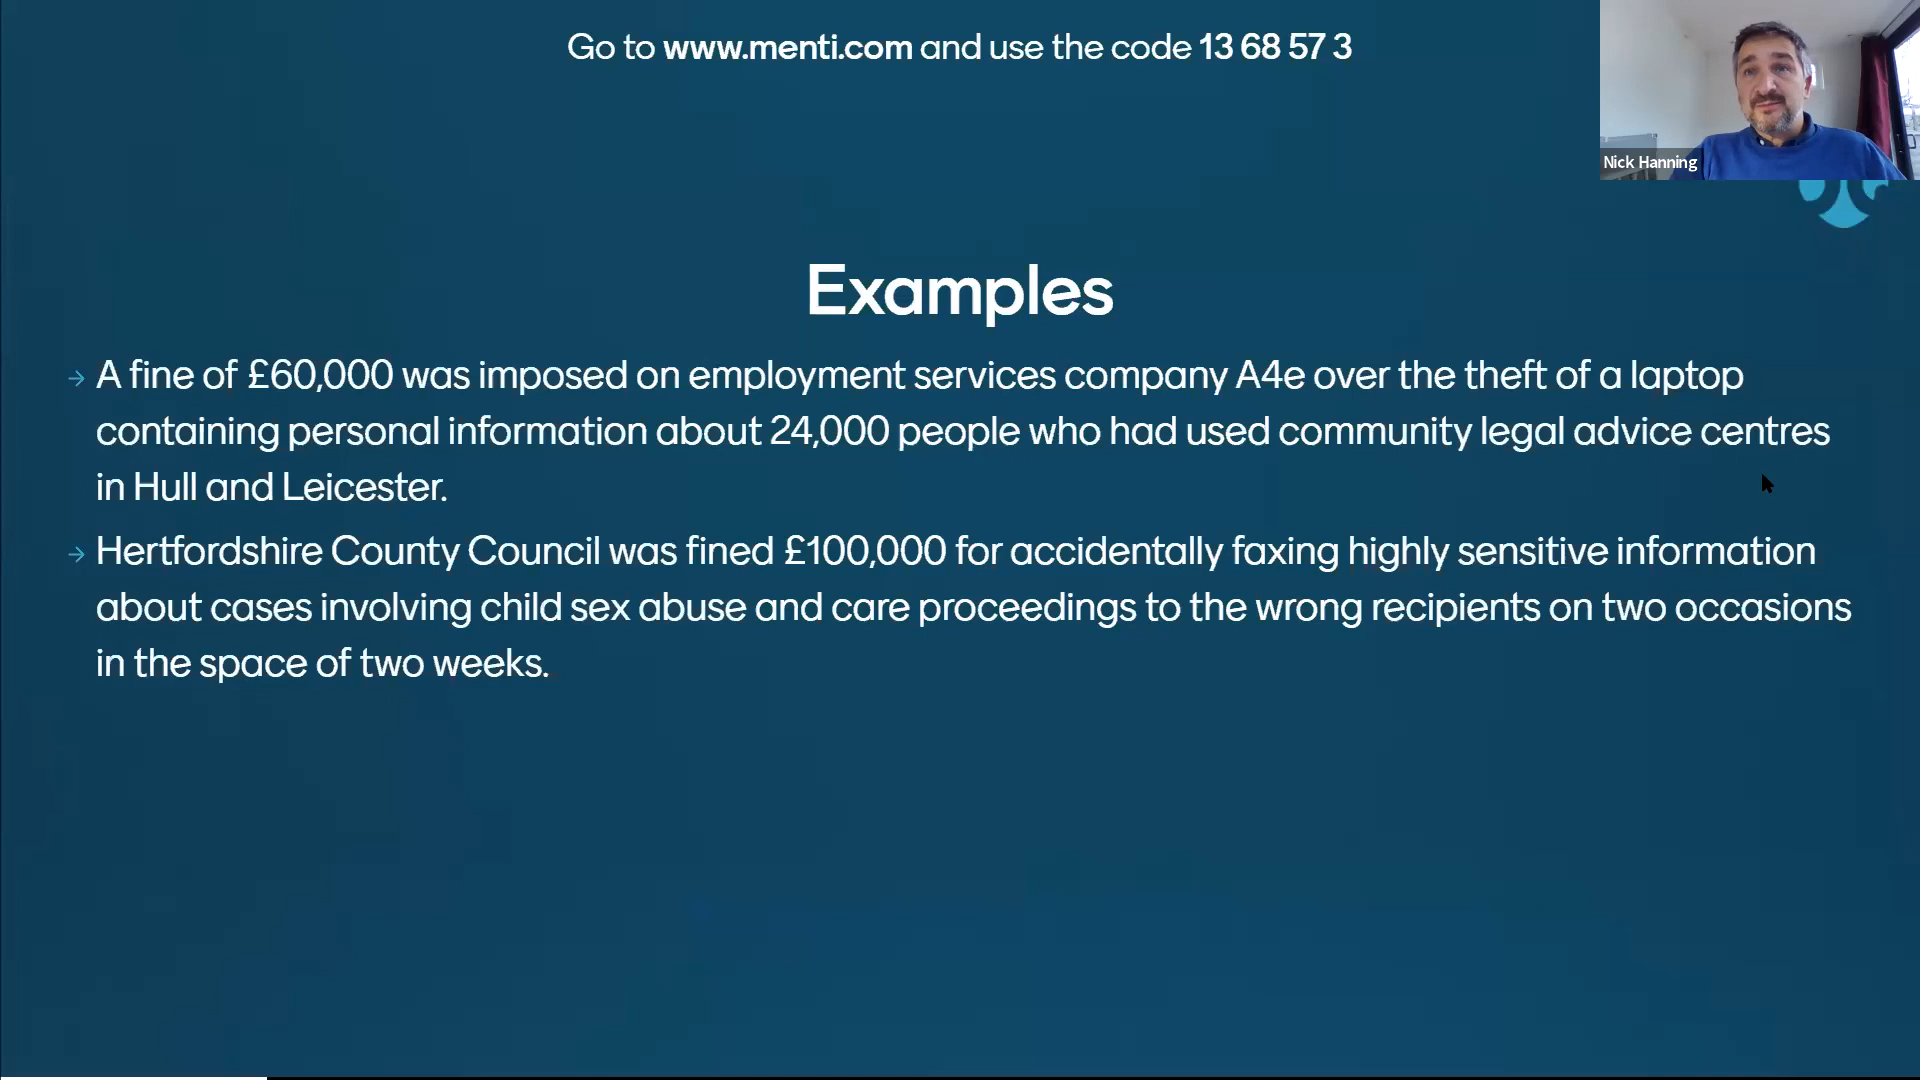 Go to www.menti.com and use the code 13 68 57 3
Nick Hanning
Examples
→ A fine of £60,000 was imposed on employment services company A4e over the theft of a laptop
containing personal information about 24,000 people who had used community legal advice centres
in Hull and Leicester.
→ Hertfordshire County Council was fined £100,000 for accidentally faxing highly sensitive information
about cases involving child sex abuse and care proceedings to the wrong recipients on two occasions
in the space of two weeks.